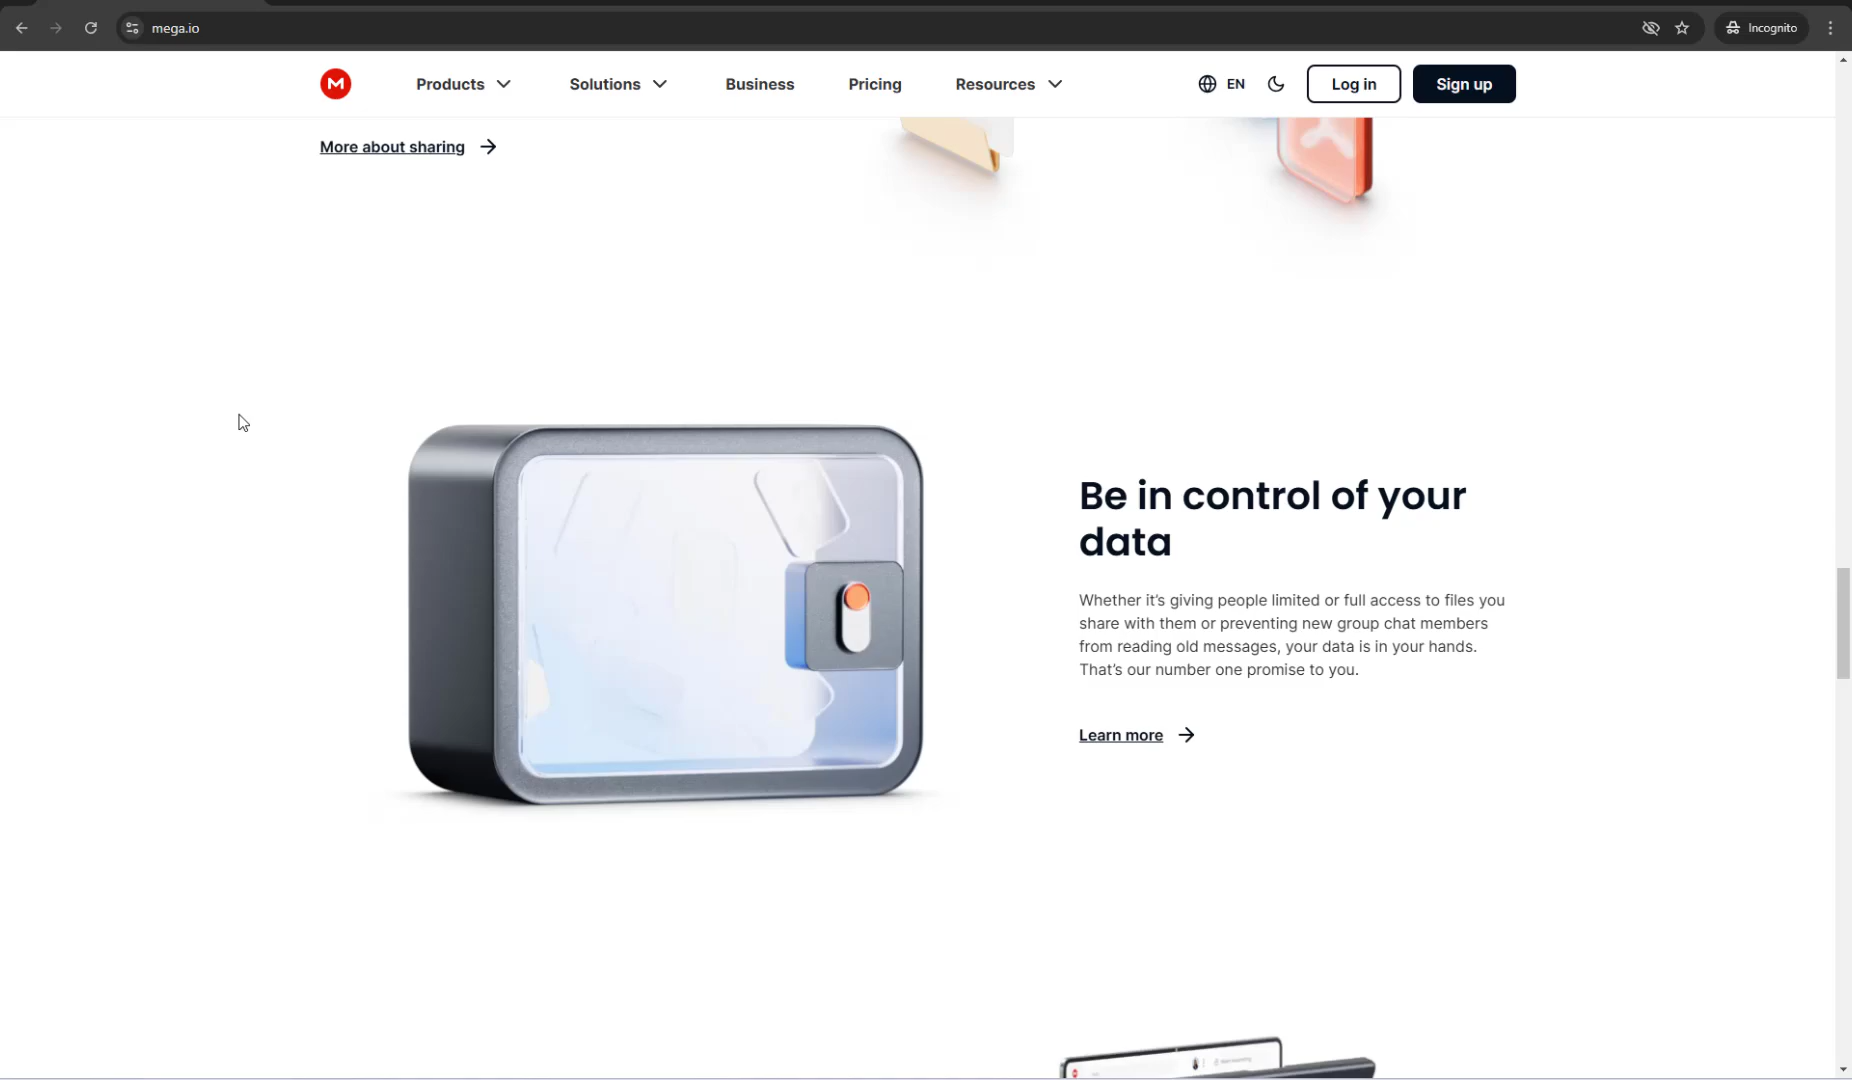 mega.io
Incognito
M
Products
Solutions
Business
Pricing
Resources
EN
Log in
Sign up
More about sharing
Be in control of your
data
Whether it’s giving people limited or full access to files you
share with them or preventing new group chat members
from reading old messages, your data is in your hands.
That’s our number one promise to you.
Learn more